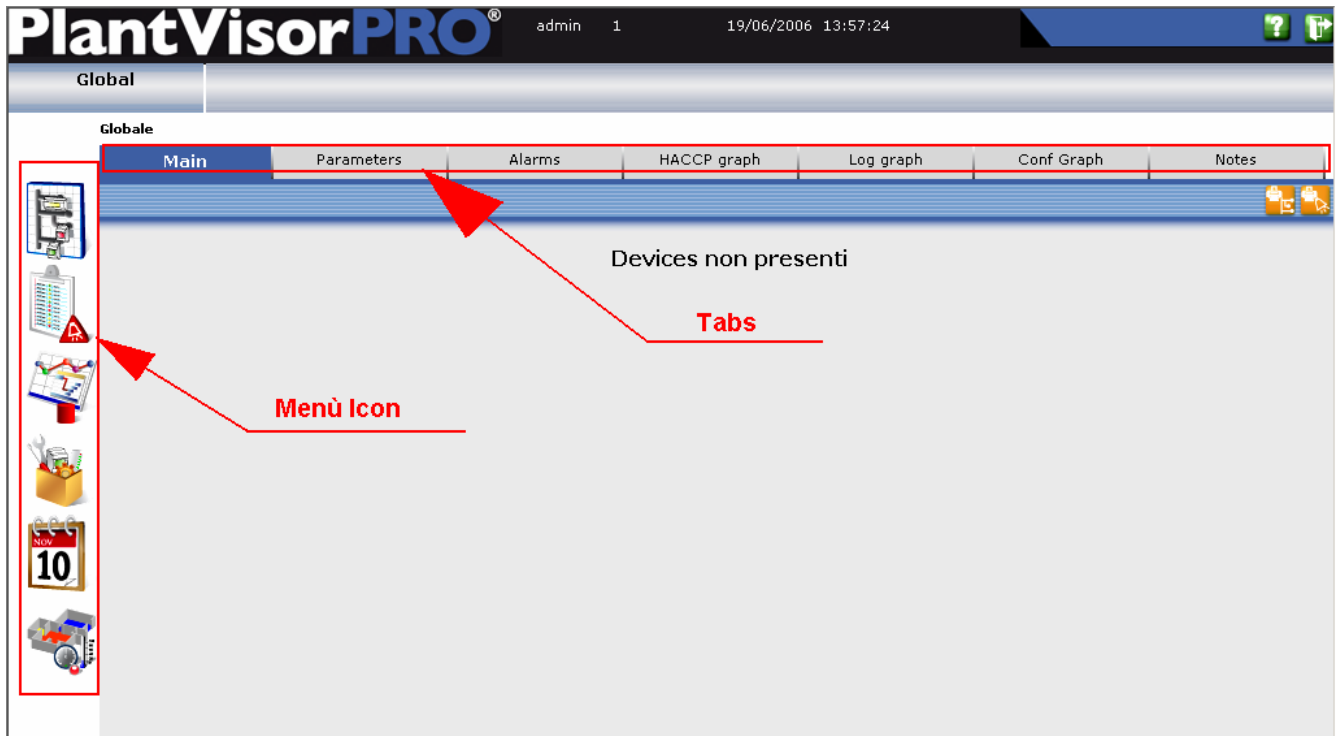 PlantVisorPRO® admin 1 19/06/2006 13:57:24 ?
Global
Globale
Main Parameters Alarms HACCP graph Log graph Conf Graph Notes
Devices non presenti
Tabs
Menù Icon
NOV
10